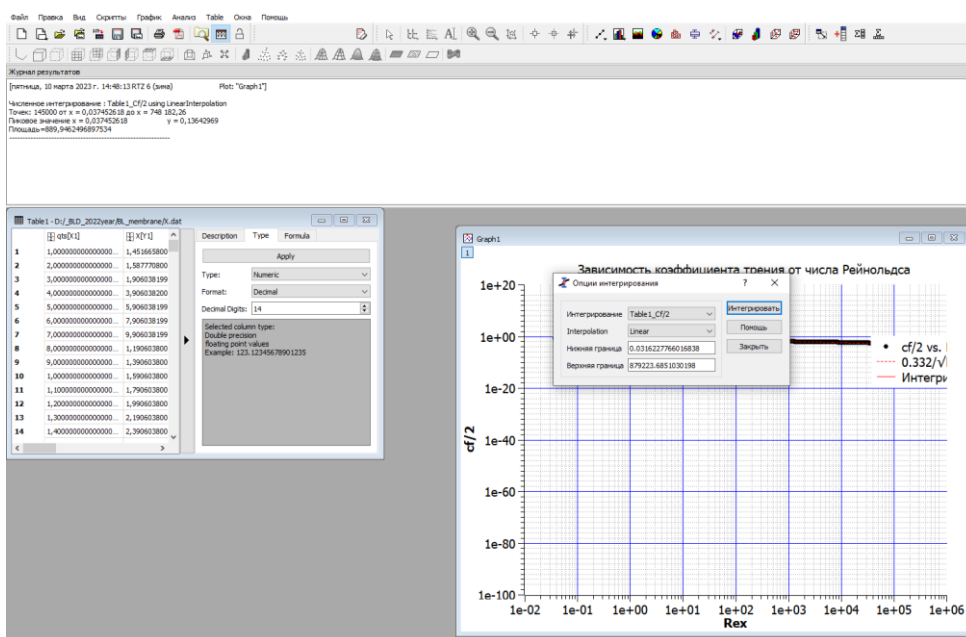 Файл Правка Вид Скрипты График Анализ Table Окна Помощь
Журнал результатов
[пятница, 10 марта 2023 г. 14:48:13 RTZ 6 (зима) Plot: "Graph1"]
Численное интегрирование : Table1_Cf/2 using LinearInterpolation
Точек: 145000 от x = 0,037452618 до x = 748 182,26
Пиковое значение x = 0,037452618 y = 0,13642969
Площадь=889,9462496897534
Table1 - D:/_BLD_2022year/BL_membrane/X.dat
qts[X1] X[Y1]
1 1,000000000000000... 1,451665800
2 2,000000000000000... 1,587770800
3 3,000000000000000... 1,906038199
4 4,000000000000000... 3,906038200
5 5,000000000000000... 5,906038199
6 6,000000000000000... 7,906038199
7 7,000000000000000... 9,906038199
8 8,000000000000000... 1,190603800
9 9,000000000000000... 1,390603800
10 1,000000000000000... 1,590603800
11 1,100000000000000... 1,790603800
12 1,200000000000000... 1,990603800
13 1,300000000000000... 2,190603800
14 1,400000000000000... 2,390603800
Description Type Formula
Apply
Type: Numeric
Format: Decimal
Decimal Digits: 14
Selected column type:
Double precision
floating point values
Example: 123.12345678901235
Graph1
1
Зависимость коэффициента трения от числа Рейнольдса
Опции интегрирования ? ×
Интегрирование Table1_Cf/2 Интегрировать
Interpolation Linear Помощь
Нижняя граница 0.0316227766016838 Закрыть
Верхняя граница 879223.6851030198
cf/2 vs.
0.332/√
Интегри
1e+20
1e+00
1e-20
1e-40
1e-60
1e-80
1e-100
cf/2
1e-02 1e-01 1e+00 1e+01 1e+02 1e+03 1e+04 1e+05 1e+06
Rex